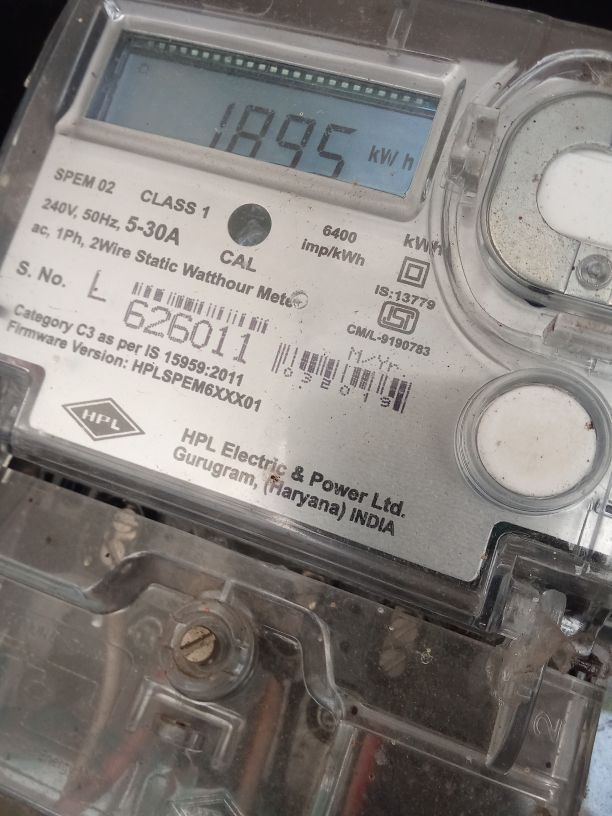 1895 kWh
SPEM 02 CLASS 1
240V, 50Hz, 5-30A
CAL
6400
imp/kWh
kWh
ac, 1Ph, 2Wire Static Watthour Meter
IS:13779
CM/L-9190783
S. No. L
626011
M/Yr.
032019
Category C3 as per IS 15959:2011
Firmware Version: HPLSPEM6XXX01
HPL
HPL Electric & Power Ltd.
Gurugram, (Haryana) INDIA